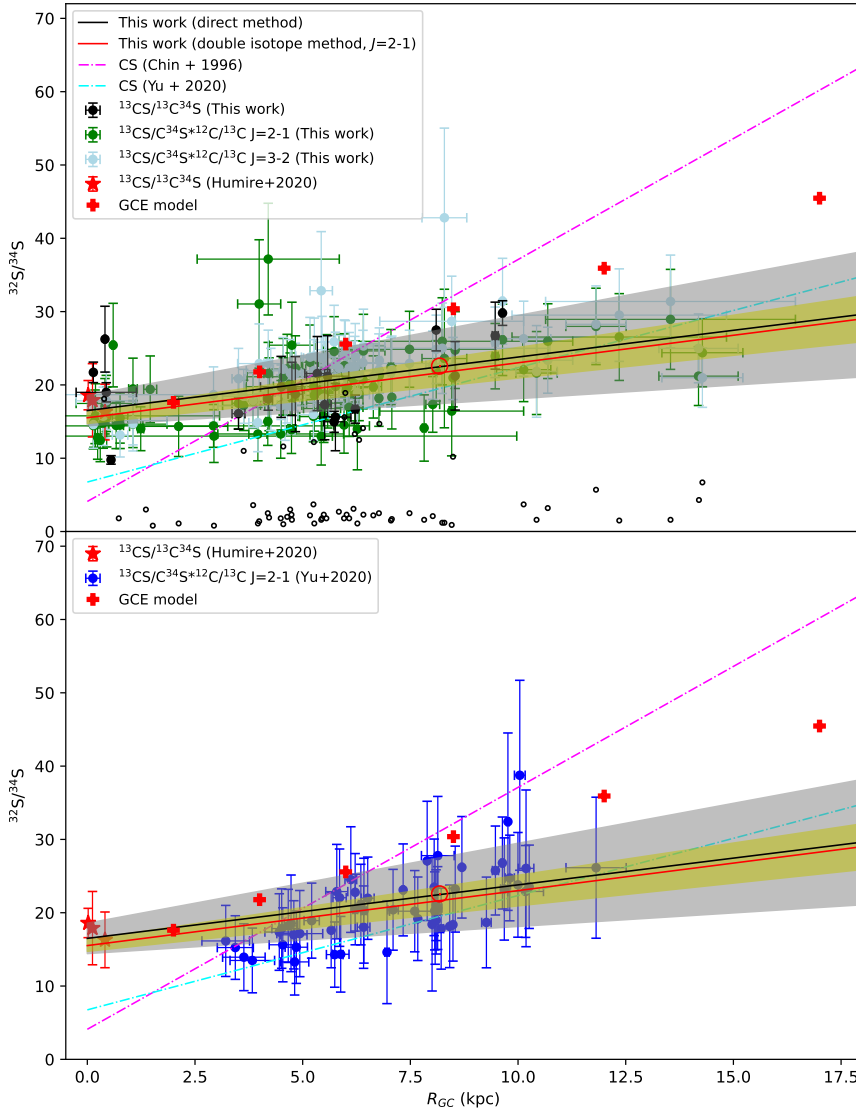 70
60
50
40
30
20
10
0
³²S/³⁴S
This work (direct method)
This work (double isotope method, J=2-1)
CS (Chin + 1996)
CS (Yu + 2020)
¹³CS/¹³C³⁴S (This work)
¹³CS/C³⁴S*¹²C/¹³C J=2-1 (This work)
¹³CS/C³⁴S*¹²C/¹³C J=3-2 (This work)
¹³CS/¹³C³⁴S (Humire+2020)
GCE model
70
60
50
40
30
20
10
0
³²S/³⁴S
¹³CS/¹³C³⁴S (Humire+2020)
¹³CS/C³⁴S*¹²C/¹³C J=2-1 (Yu+2020)
GCE model
0.0 2.5 5.0 7.5 10.0 12.5 15.0 17.5
R_GC (kpc)